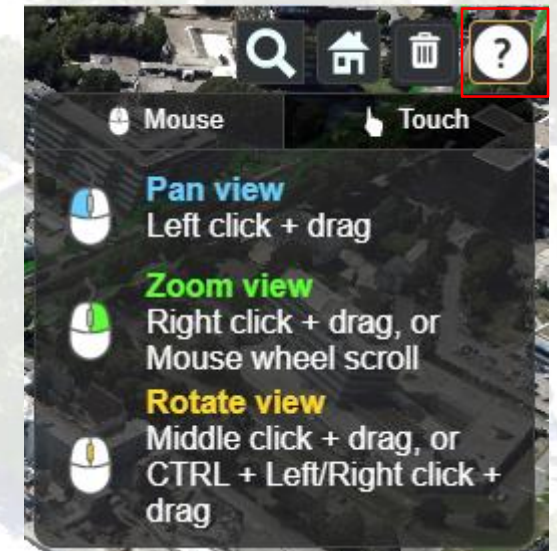 ?
Mouse Touch
Pan view
Left click + drag
Zoom view
Right click + drag, or
Mouse wheel scroll
Rotate view
Middle click + drag, or
CTRL + Left/Right click +
drag